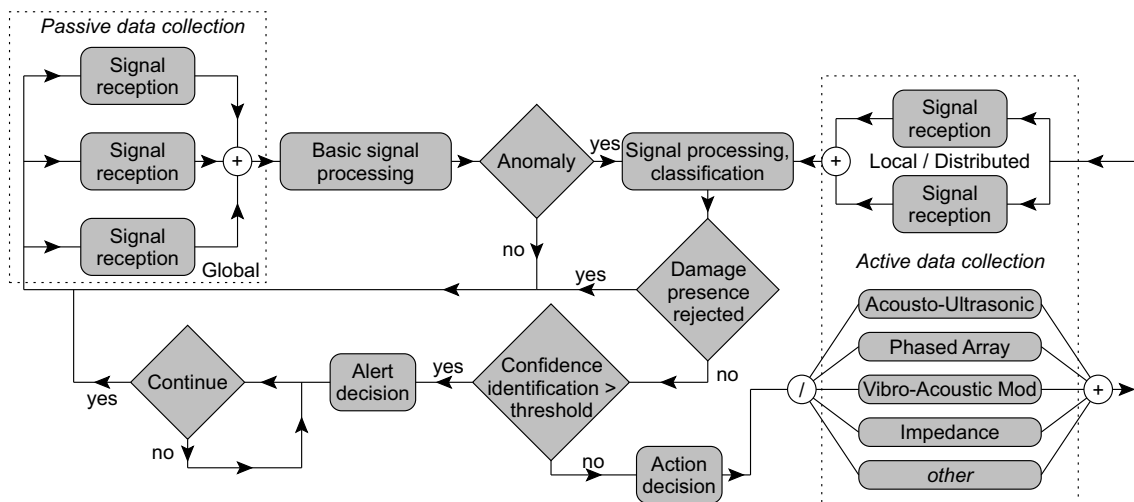 Passive data collection
Signal
reception
Signal
reception
Signal
reception
Global
+
Basic signal
processing
Anomaly
yes
no
Signal processing,
classification
+
Signal
reception
Local / Distributed
Signal
reception
Damage
presence
rejected
yes
no
Active data collection
Acousto-Ultrasonic
Phased Array
Vibro-Acoustic Mod
Impedance
other
/
+
Confidence
identification >
threshold
yes
no
Alert
decision
Continue
yes
no
Action
decision